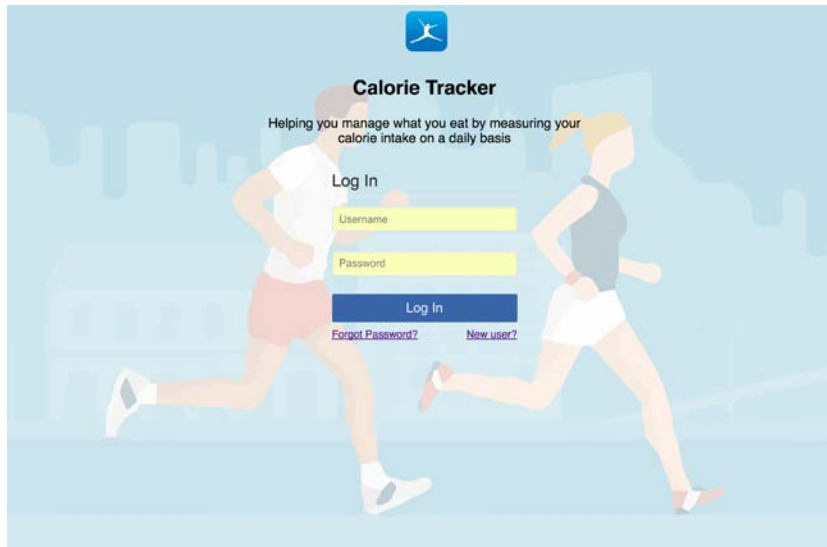 Calorie Tracker
Helping you manage what you eat by measuring your
calorie intake on a daily basis
Log In
Username
Password
Log In
Forgot Password? New user?